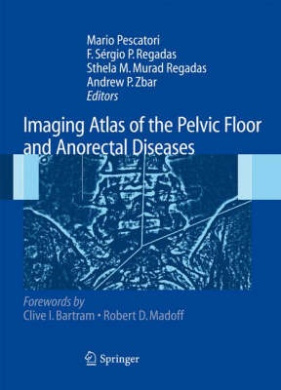 Mario Pescatori
F. Sérgio P. Regadas
Sthela M. Murad Regadas
Andrew P. Zbar
Editors
Imaging Atlas of the Pelvic Floor
and Anorectal Diseases
Forewords by
Clive I. Bartram • Robert D. Madoff
Springer